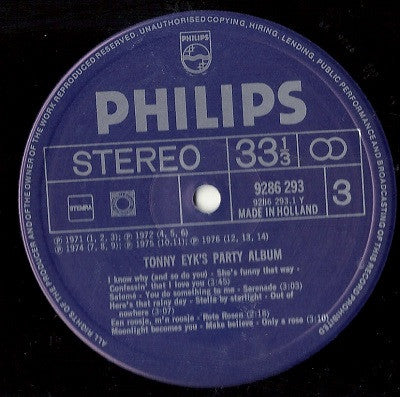 ALL RIGHTS OF THE PRODUCER AND OF THE OWNER OF THE WORK REPRODUCED RESERVED. UNAUTHORISED COPYING, HIRING, LENDING, PUBLIC PERFORMANCE AND BROADCASTING OF THIS RECORD PROHIBITED
PHILIPS
PHILIPS
STEREO 33 1/3
9286 293
9286 293.1 Y
MADE IN HOLLAND
3
STEMRA
Ⓟ 1971 (1, 2, 3); Ⓟ 1972 (4, 5, 6)
Ⓟ 1974 (7, 8, 9); Ⓟ 1975 (10, 11); Ⓟ 1976 (12, 13, 14)
TONNY EYK'S PARTY ALBUM
I know why (and so do you) - She's funny that way -
Confessin' that I love you (3:45)
Salomé - You do something to me - Serenade (3:03)
Here's that rainy day - Stella by starlight - Out of
nowhere (3:07)
Een roosje, m'n roosje - Rote Rosen (2:18)
Moonlight becomes you - Make believe - Only a rose (3:10)